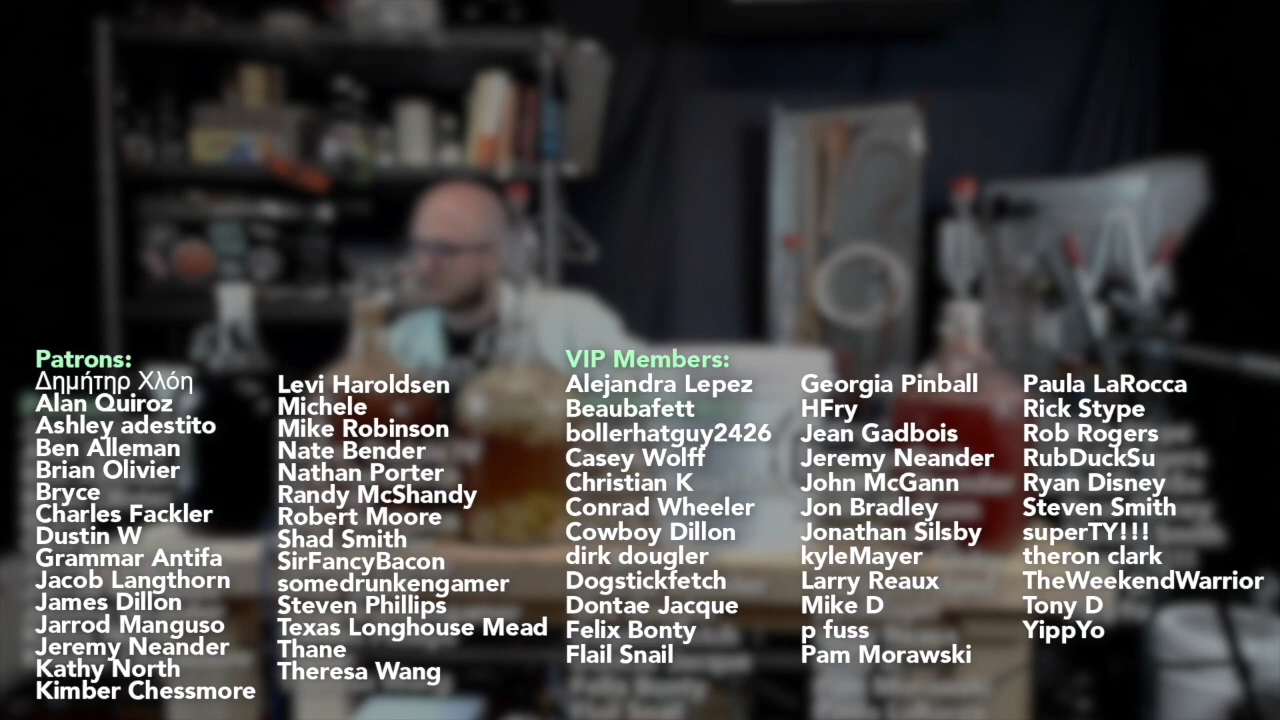 Patrons:
Δημήτηρ Χλόη
Alan Quiroz
Ashley adestito
Ben Alleman
Brian Olivier
Bryce
Charles Fackler
Dustin W
Grammar Antifa
Jacob Langthorn
James Dillon
Jarrod Manguso
Jeremy Neander
Kathy North
Kimber Chessmore
Levi Haroldsen
Michele
Mike Robinson
Nate Bender
Nathan Porter
Randy McShandy
Robert Moore
Shad Smith
SirFancyBacon
somedrunkengamer
Steven Phillips
Texas Longhouse Mead
Thane
Theresa Wang
VIP Members:
Alejandra Lepez
Beaubafett
bollerhatguy2426
Casey Wolff
Christian K
Conrad Wheeler
Cowboy Dillon
dirk dougler
Dogstickfetch
Dontae Jacque
Felix Bonty
Flail Snail
Georgia Pinball
HFry
Jean Gadbois
Jeremy Neander
John McGann
Jon Bradley
Jonathan Silsby
kyleMayer
Larry Reaux
Mike D
p fuss
Pam Morawski
Paula LaRocca
Rick Stype
Rob Rogers
RubDuckSu
Ryan Disney
Steven Smith
superTY!!!
theron clark
TheWeekendWarrior
Tony D
YippYo